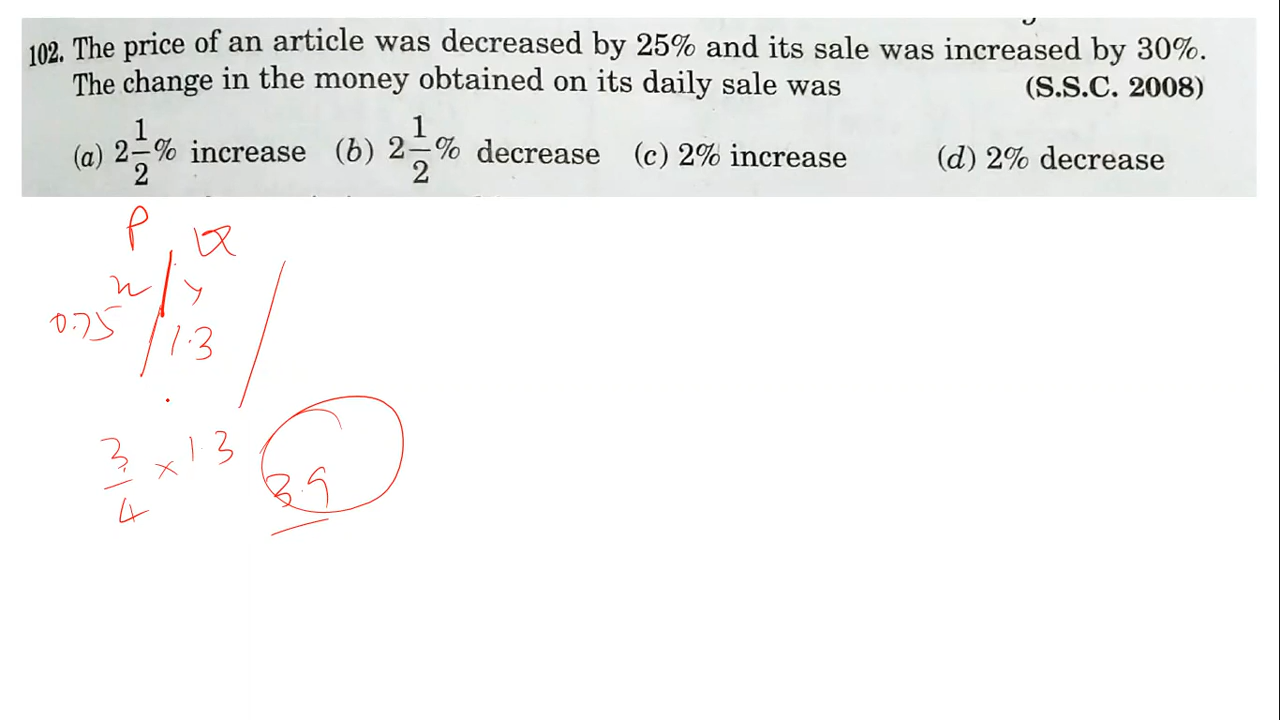 102. The price of an article was decreased by 25% and its sale was increased by 30%.
The change in the money obtained on its daily sale was (S.S.C. 2008)
(a) 2 1/2 % increase (b) 2 1/2 % decrease (c) 2% increase (d) 2% decrease
P
0.75 1.3
3/4 × 1.3 3.9